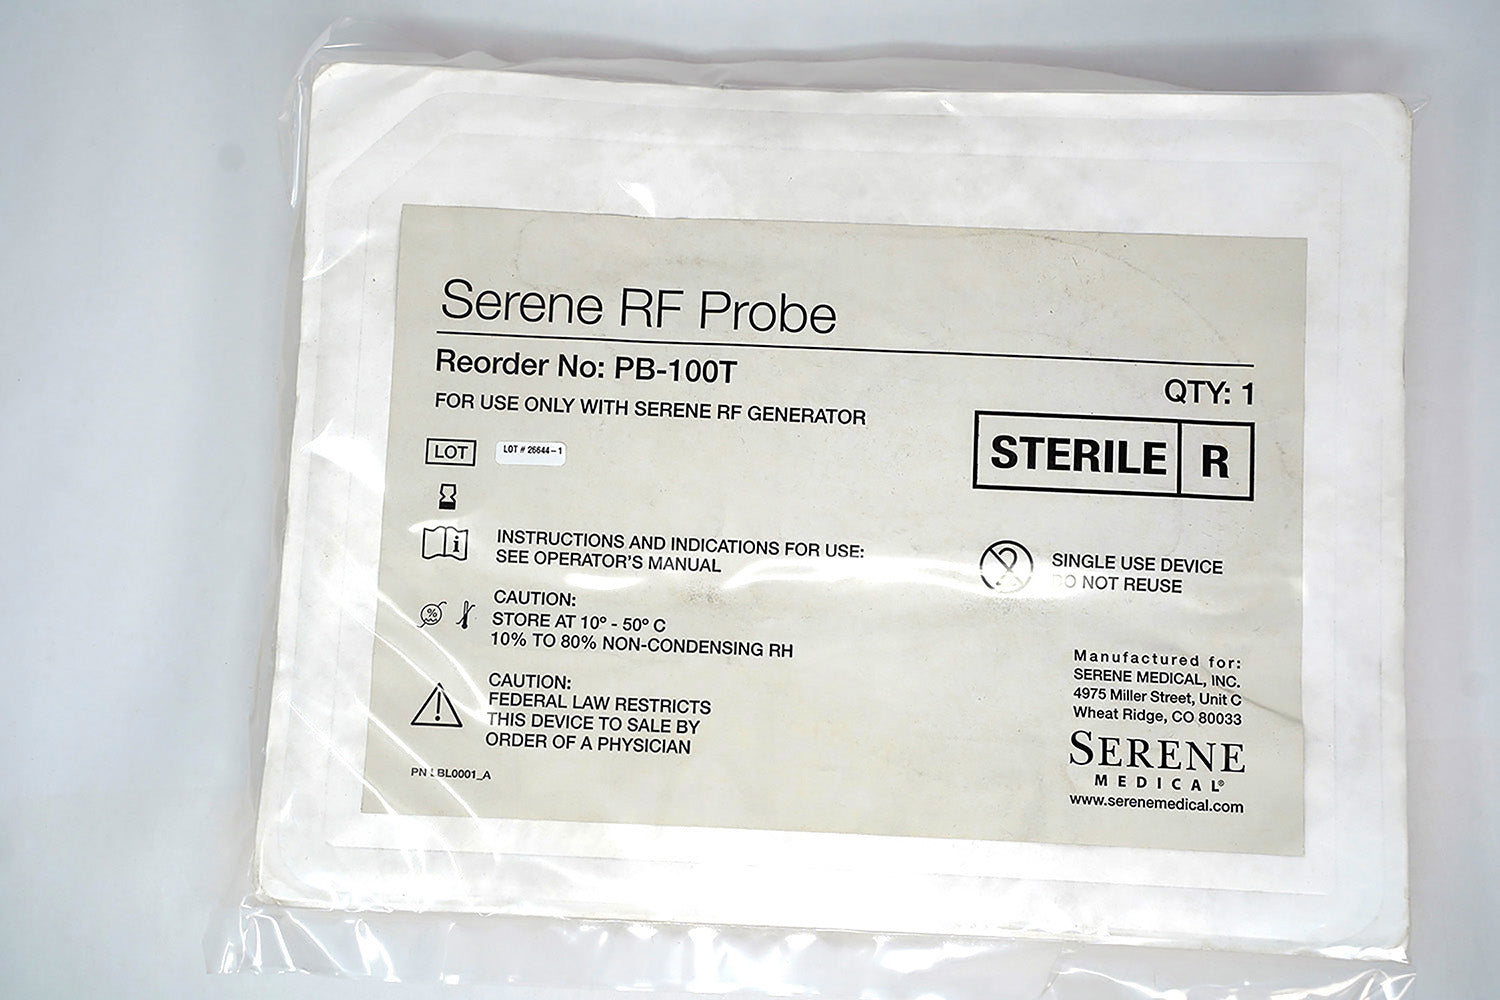 Serene RF Probe
Reorder No: PB-100T
QTY: 1
FOR USE ONLY WITH SERENE RF GENERATOR
STERILE R
LOT
LOT # 26644-1
INSTRUCTIONS AND INDICATIONS FOR USE:
SEE OPERATOR'S MANUAL
SINGLE USE DEVICE
DO NOT REUSE
CAUTION:
STORE AT 10° - 50° C
10% TO 80% NON-CONDENSING RH
%
CAUTION:
FEDERAL LAW RESTRICTS
THIS DEVICE TO SALE BY
ORDER OF A PHYSICIAN
PN LBL0001_A
Manufactured for:
SERENE MEDICAL, INC.
4975 Miller Street, Unit C
Wheat Ridge, CO 80033
SERENE
MEDICAL®
www.serenemedical.com